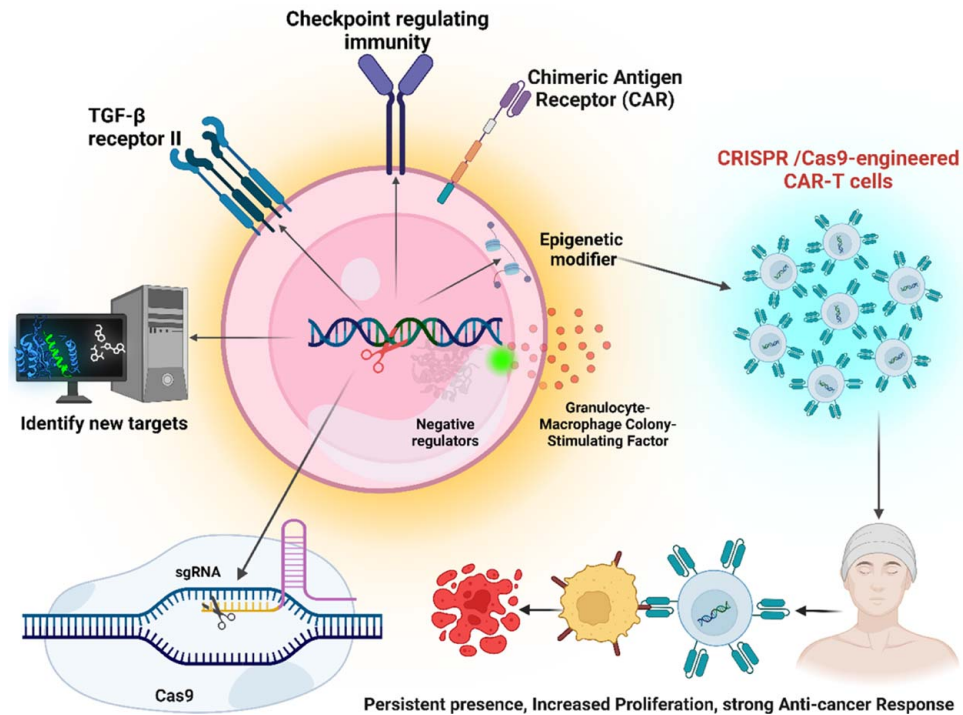 Checkpoint regulating
immunity
Chimeric Antigen
Receptor (CAR)
TGF-β
receptor II
CRISPR /Cas9-engineered
CAR-T cells
Epigenetic
modifier
Identify new targets
Negative
regulators
Granulocyte-
Macrophage Colony-
Stimulating Factor
sgRNA
Cas9
Persistent presence, Increased Proliferation, strong Anti-cancer Response